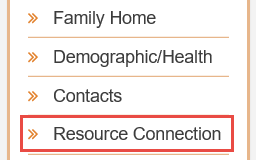 Family Home
Demographic/Health
Contacts
Resource Connection